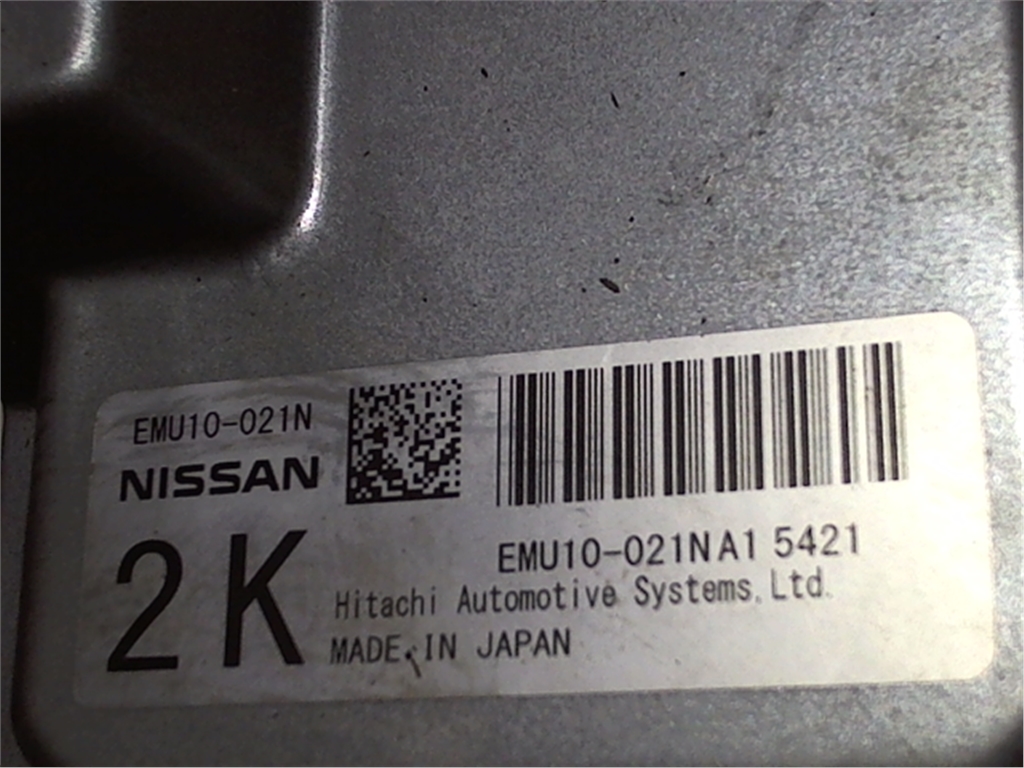 EMU10-021N
NISSAN
2K
EMU10-021NA1 5421
Hitachi Automotive Systems,Ltd.
MADE IN JAPAN